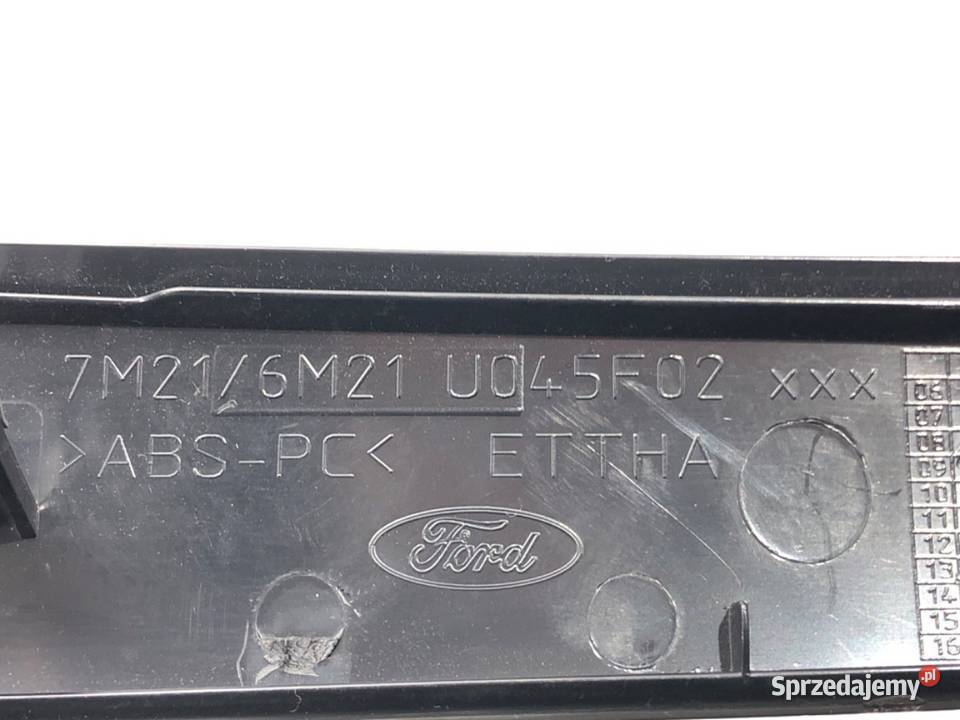 7M21/6M21 U045F02 xxx
>ABS-PC< ETTHA
Ford
06
07
08
09
10
11
12
13
14
15
16
Sprzedajemy.pl